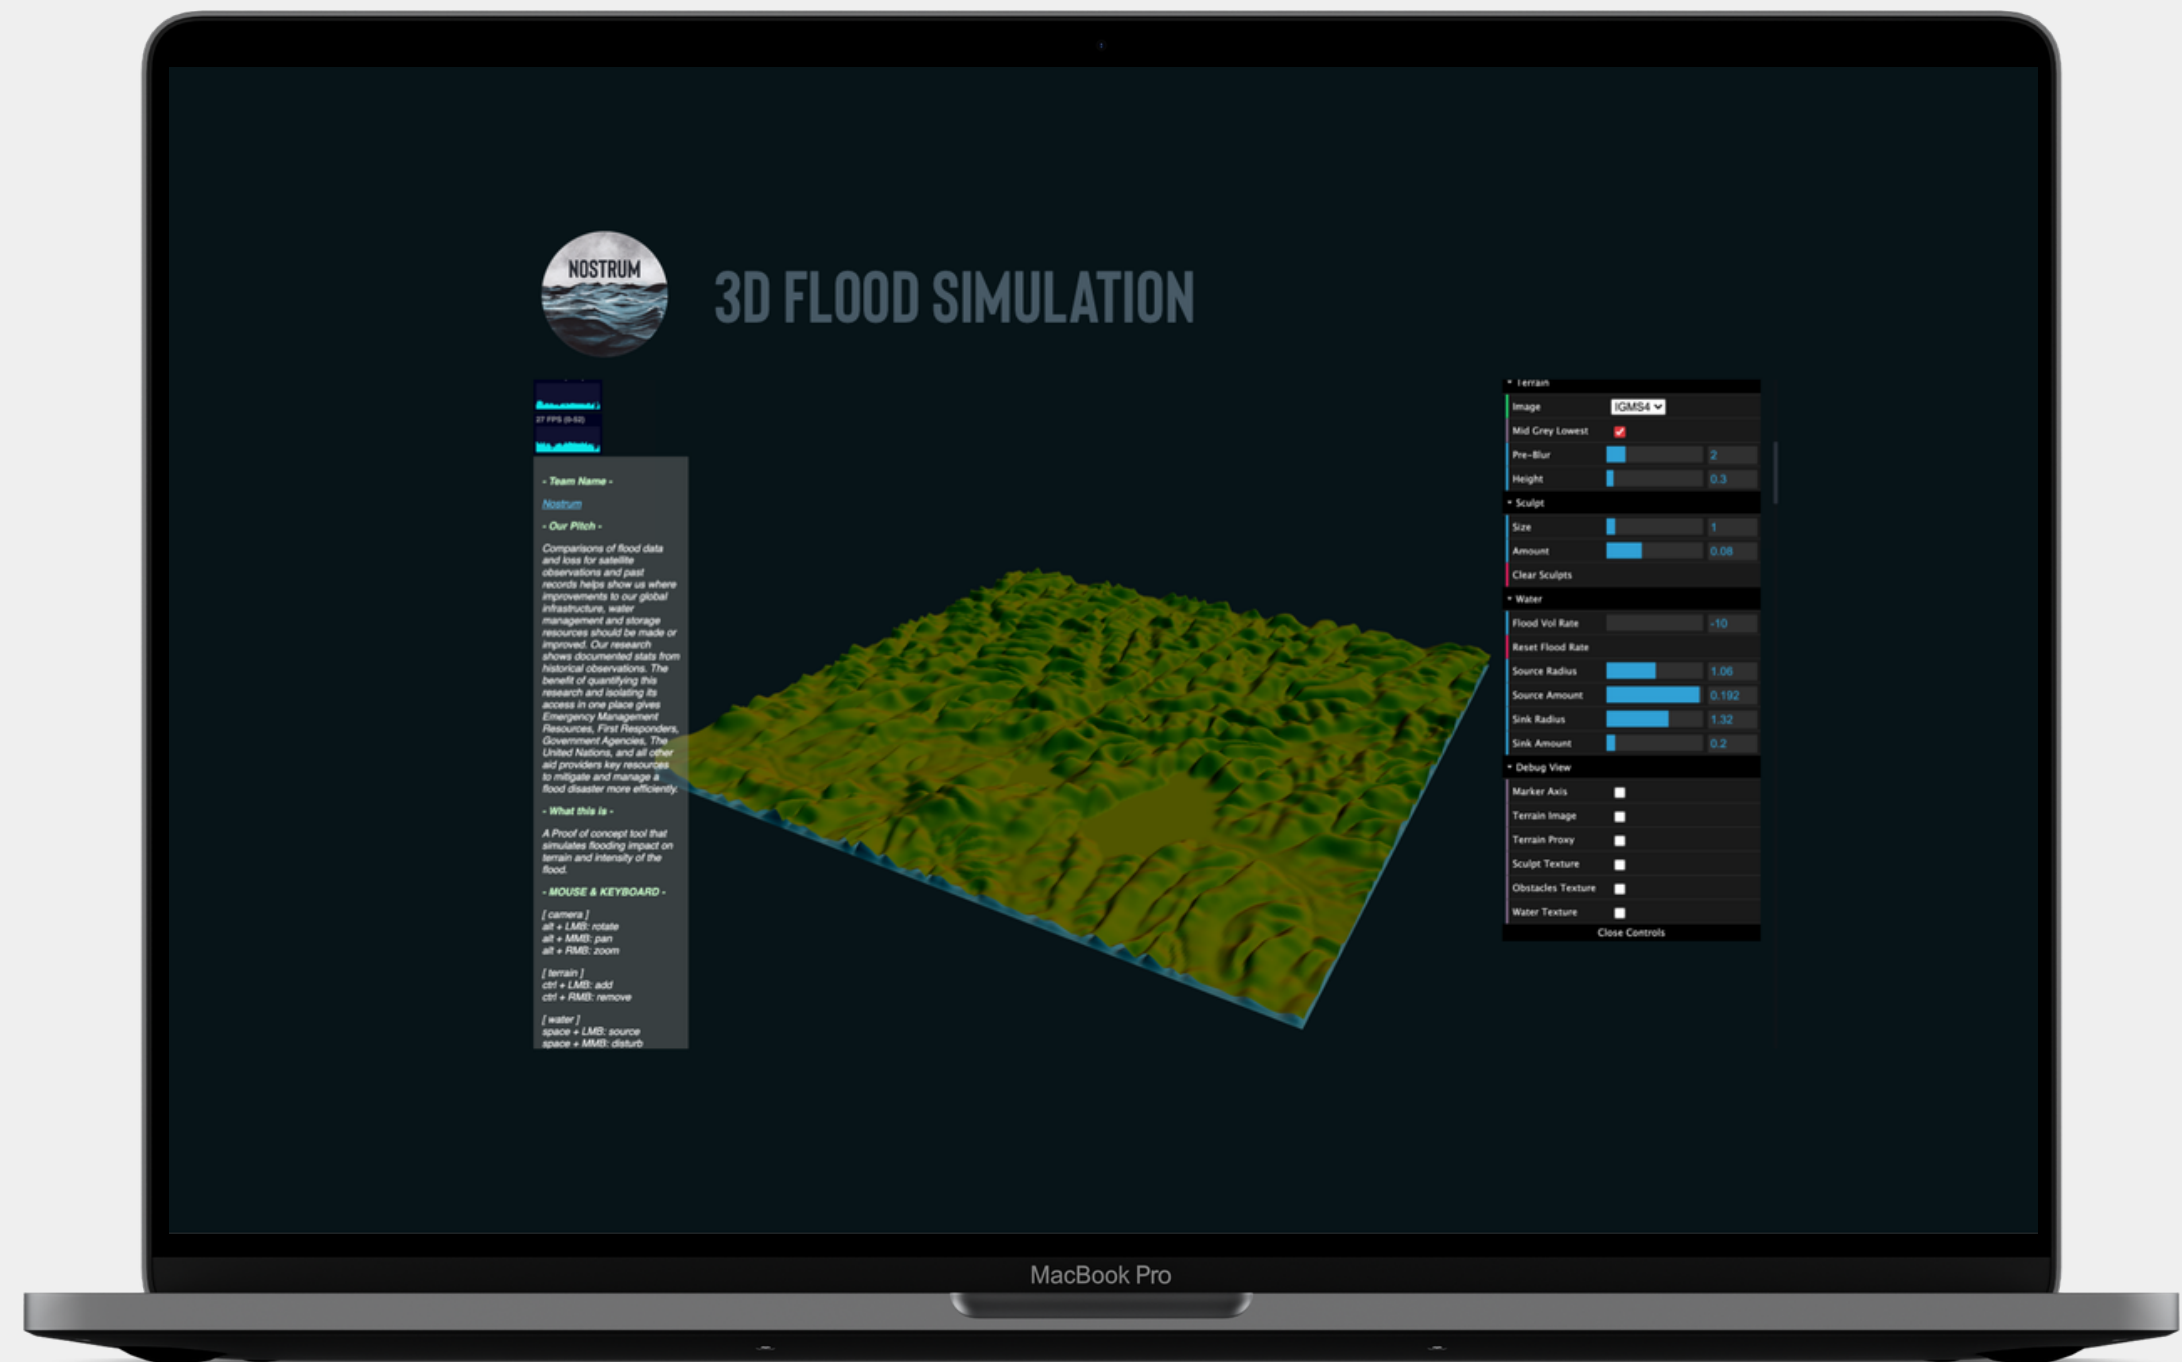 NOSTRUM
3D FLOOD SIMULATION
27 FPS (0-52)
- Team Name -
Nostrum
- Our Pitch -
Comparisons of flood data
and loss for satellite
observations and past
records helps show us where
improvements to our global
infrastructure, water
management and storage
resources should be made or
improved. Our research
shows documented stats from
historical observations. The
benefit of quantifying this
research and isolating its
access in one place gives
Emergency Management
Resources, First Responders,
Government Agencies, The
United Nations, and all other
aid providers key resources
to mitigate and manage a
flood disaster more efficiently.
- What this is -
A Proof of concept tool that
simulates flooding impact on
terrain and intensity of the
flood.
- MOUSE & KEYBOARD -
[ camera ]
alt + LMB: rotate
alt + MMB: pan
alt + RMB: zoom
[ terrain ]
ctrl + LMB: add
ctrl + RMB: remove
[ water ]
space + LMB: source
space + MMB: disturb
Terrain
Image IGMS4
Mid Grey Lowest
Pre-Blur 2
Height 0.3
Sculpt
Size 1
Amount 0.08
Clear Sculpts
Water
Flood Vol Rate -10
Reset Flood Rate
Source Radius 1.06
Source Amount 0.192
Sink Radius 1.32
Sink Amount 0.2
Debug View
Marker Axis
Terrain Image
Terrain Proxy
Sculpt Texture
Obstacles Texture
Water Texture
Close Controls
MacBook Pro